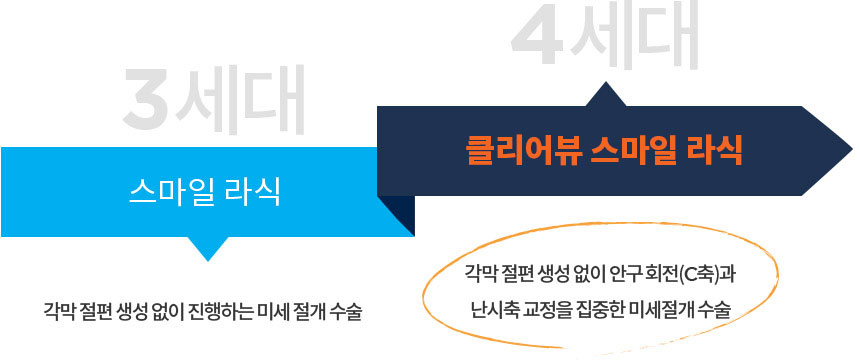 3세대
스마일 라식
각막 절편 생성 없이 진행하는 미세 절개 수술
4세대
클리어뷰 스마일 라식
각막 절편 생성 없이 안구 회전(C축)과
난시축 교정을 집중한 미세절개 수술